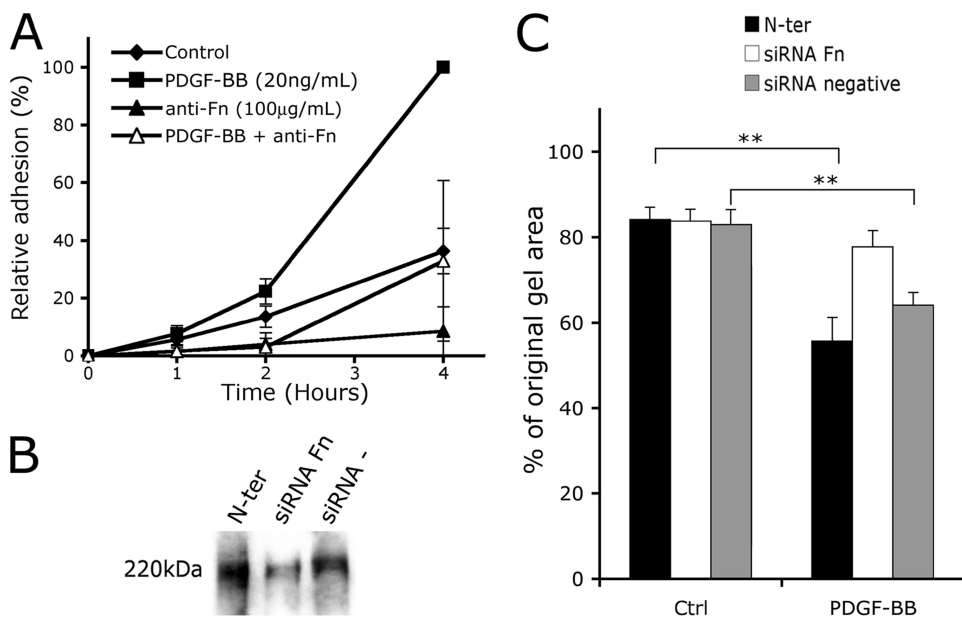 A
Control
PDGF-BB (20ng/mL)
anti-Fn (100μg/mL)
PDGF-BB + anti-Fn
Relative adhesion (%)
100
80
60
40
20
0
0 1 2 3 4
Time (Hours)
B
N-ter
siRNA Fn
siRNA -
220kDa
C
N-ter
siRNA Fn
siRNA negative
% of original gel area
100
80
60
40
20
0
**
**
Ctrl
PDGF-BB